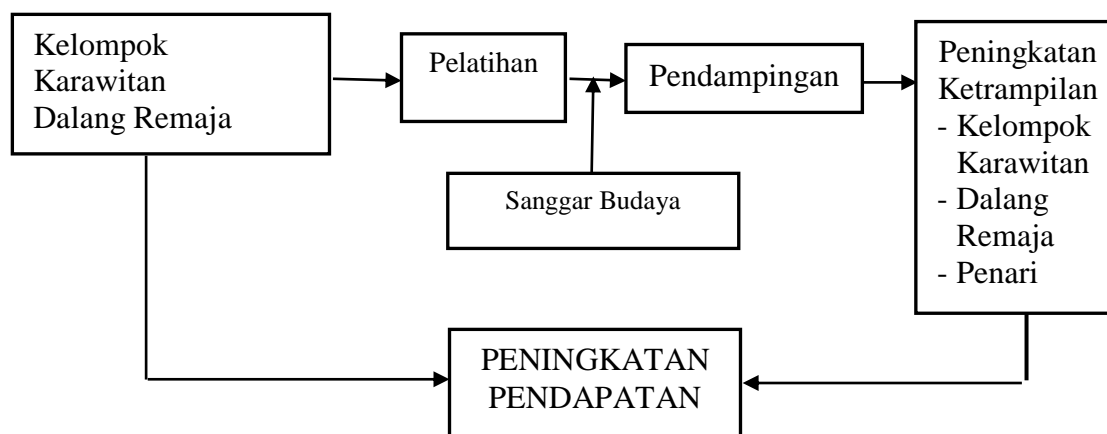 Kelompok
Karawitan
Dalang Remaja
Pelatihan
Pendampingan
Peningkatan
Ketrampilan
- Kelompok
Karawitan
- Dalang
Remaja
- Penari
Sanggar Budaya
PENINGKATAN
PENDAPATAN